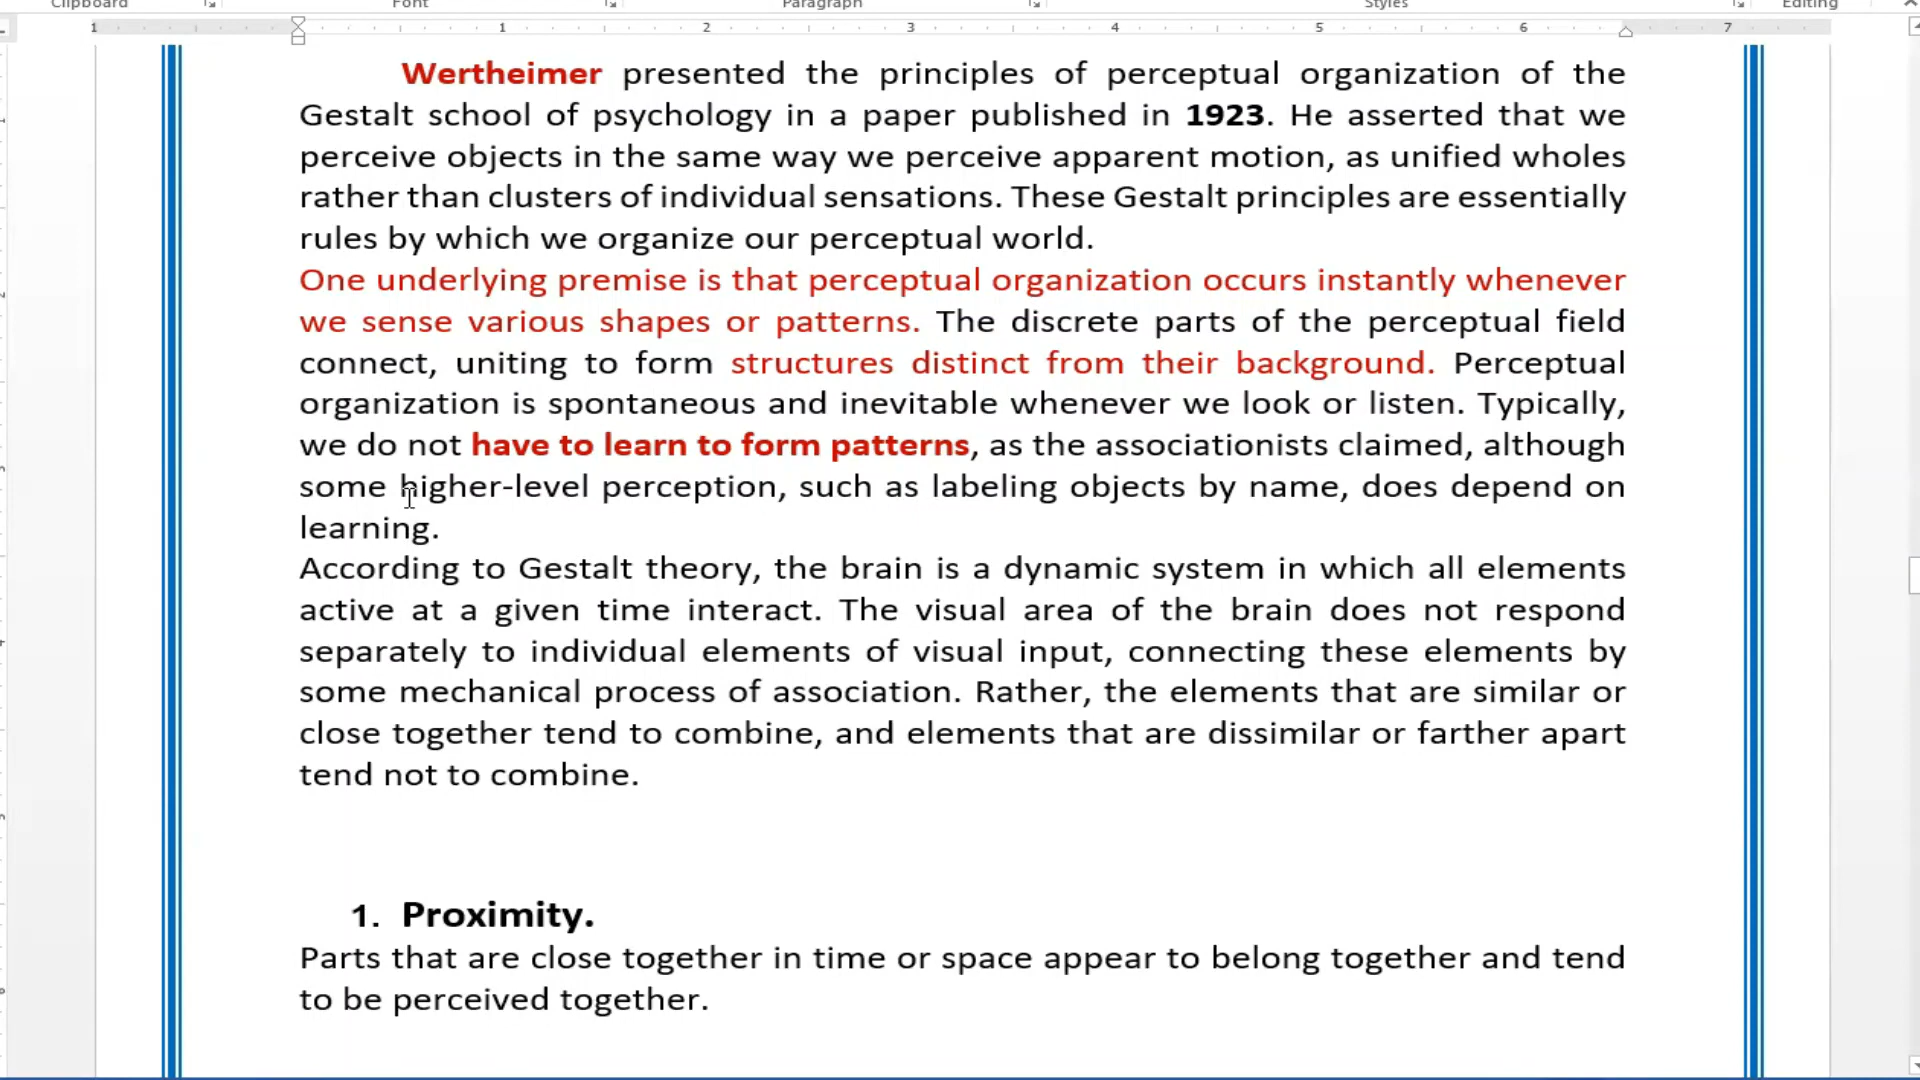 Clipboard Font Paragraph Styles Editing
1 1 2 3 4 5 6 7
Wertheimer presented the principles of perceptual organization of the
Gestalt school of psychology in a paper published in 1923. He asserted that we
perceive objects in the same way we perceive apparent motion, as unified wholes
rather than clusters of individual sensations. These Gestalt principles are essentially
rules by which we organize our perceptual world.
One underlying premise is that perceptual organization occurs instantly whenever
we sense various shapes or patterns. The discrete parts of the perceptual field
connect, uniting to form structures distinct from their background. Perceptual
organization is spontaneous and inevitable whenever we look or listen. Typically,
we do not have to learn to form patterns, as the associationists claimed, although
some higher-level perception, such as labeling objects by name, does depend on
learning.
According to Gestalt theory, the brain is a dynamic system in which all elements
active at a given time interact. The visual area of the brain does not respond
separately to individual elements of visual input, connecting these elements by
some mechanical process of association. Rather, the elements that are similar or
close together tend to combine, and elements that are dissimilar or farther apart
tend not to combine.
1. Proximity.
Parts that are close together in time or space appear to belong together and tend
to be perceived together.